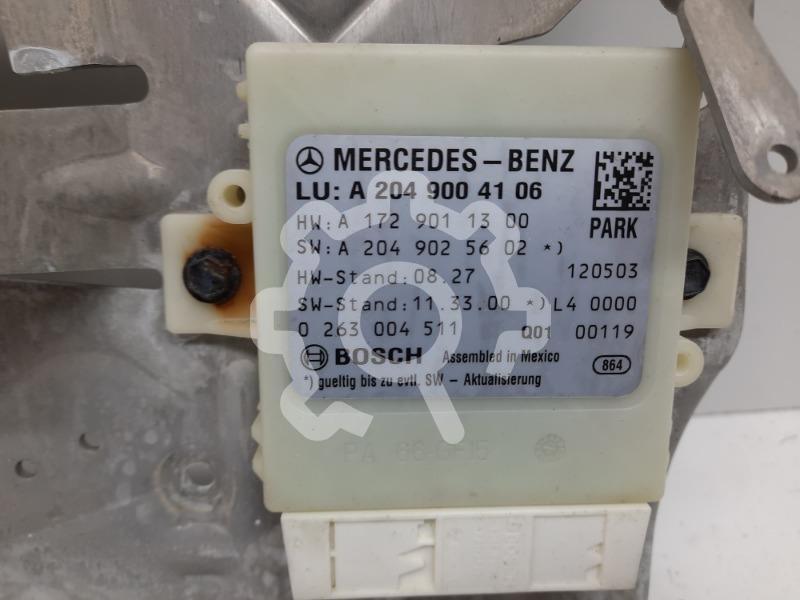 MERCEDES-BENZ
LU: A 204 900 41 06
HW: A 172 901 13 00
PARK
SW: A 204 902 56 02 *)
HW-Stand: 08.27 120503
SW-Stand: 11.33.00 *) L4 0000
0 263 004 511 Q01 00119
BOSCH Assembled in Mexico 864
*) gueltig bis zu evtl. SW - Aktualisierung